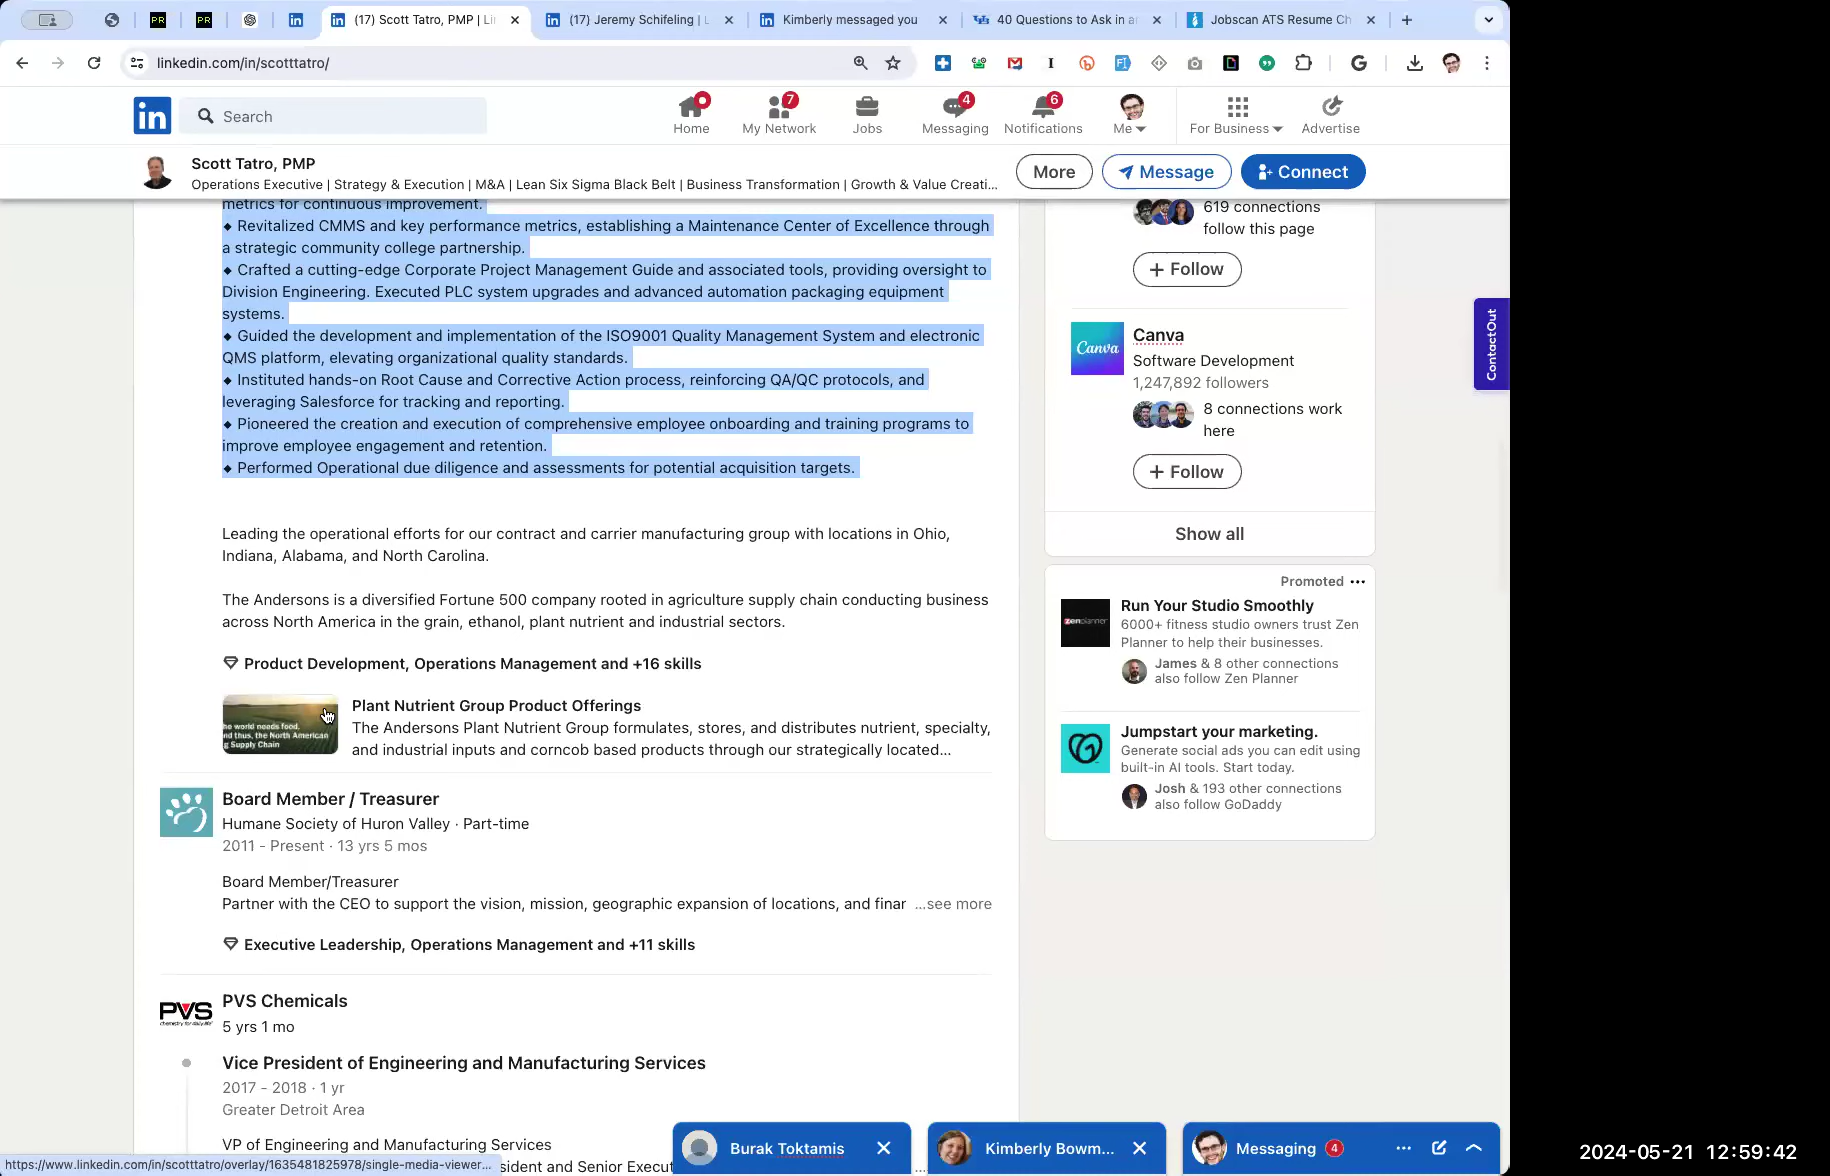 (17) Scott Tatro, PMP | Li
(17) Jeremy Schifeling |
Kimberly messaged you
40 Questions to Ask in a
Jobscan ATS Resume Ch
linkedin.com/in/scotttatro/
Search
Home
7
My Network
Jobs
4
Messaging
6
Notifications
Me
For Business
Advertise
Scott Tatro, PMP
Operations Executive | Strategy & Execution | M&A | Lean Six Sigma Black Belt | Business Transformation | Growth & Value Creati...
More
Message
Connect
metrics for continuous improvement.
◆ Revitalized CMMS and key performance metrics, establishing a Maintenance Center of Excellence through
a strategic community college partnership.
◆ Crafted a cutting-edge Corporate Project Management Guide and associated tools, providing oversight to
Division Engineering. Executed PLC system upgrades and advanced automation packaging equipment
systems.
◆ Guided the development and implementation of the ISO9001 Quality Management System and electronic
QMS platform, elevating organizational quality standards.
◆ Instituted hands-on Root Cause and Corrective Action process, reinforcing QA/QC protocols, and
leveraging Salesforce for tracking and reporting.
◆ Pioneered the creation and execution of comprehensive employee onboarding and training programs to
improve employee engagement and retention.
◆ Performed Operational due diligence and assessments for potential acquisition targets.
Leading the operational efforts for our contract and carrier manufacturing group with locations in Ohio,
Indiana, Alabama, and North Carolina.
The Andersons is a diversified Fortune 500 company rooted in agriculture supply chain conducting business
across North America in the grain, ethanol, plant nutrient and industrial sectors.
Product Development, Operations Management and +16 skills
he world needs food.
nd thus, the North American
g Supply Chain
Plant Nutrient Group Product Offerings
The Andersons Plant Nutrient Group formulates, stores, and distributes nutrient, specialty,
and industrial inputs and corncob based products through our strategically located...
Board Member / Treasurer
Humane Society of Huron Valley · Part-time
2011 - Present · 13 yrs 5 mos
Board Member/Treasurer
Partner with the CEO to support the vision, mission, geographic expansion of locations, and finar ...see more
Executive Leadership, Operations Management and +11 skills
PVS
PVS Chemicals
5 yrs 1 mo
Vice President of Engineering and Manufacturing Services
2017 - 2018 · 1 yr
Greater Detroit Area
VP of Engineering and Manufacturing Services
sident and Senior Execut
https://www.linkedin.com/in/scotttatro/overlay/1635481825978/single-media-viewer...
619 connections
follow this page
+ Follow
Canva
Canva
Software Development
1,247,892 followers
8 connections work
here
+ Follow
Show all
Promoted
zenplanner
Run Your Studio Smoothly
6000+ fitness studio owners trust Zen
Planner to help their businesses.
James & 8 other connections
also follow Zen Planner
Jumpstart your marketing.
Generate social ads you can edit using
built-in AI tools. Start today.
Josh & 193 other connections
also follow GoDaddy
ContactOut
Burak Toktamis
Kimberly Bowm...
Messaging 4
2024-05-21 12:59:42